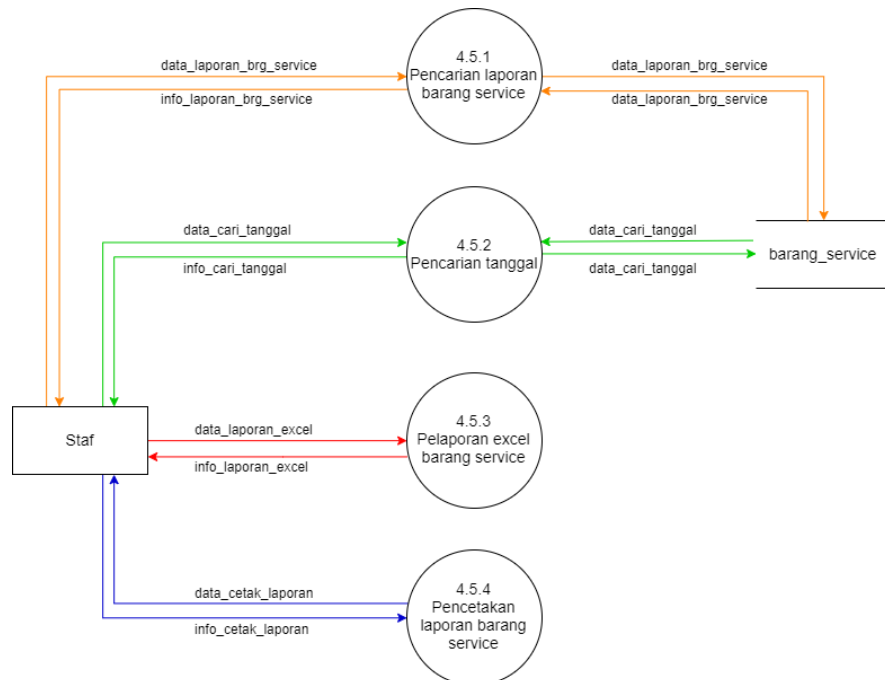 data_laporan_brg_service
info_laporan_brg_service
4.5.1
Pencarian laporan
barang service
data_laporan_brg_service
data_laporan_brg_service
data_cari_tanggal
info_cari_tanggal
4.5.2
Pencarian tanggal
data_cari_tanggal
data_cari_tanggal
barang_service
Staf
data_laporan_excel
info_laporan_excel
4.5.3
Pelaporan excel
barang service
data_cetak_laporan
info_cetak_laporan
4.5.4
Pencetakan
laporan barang
service